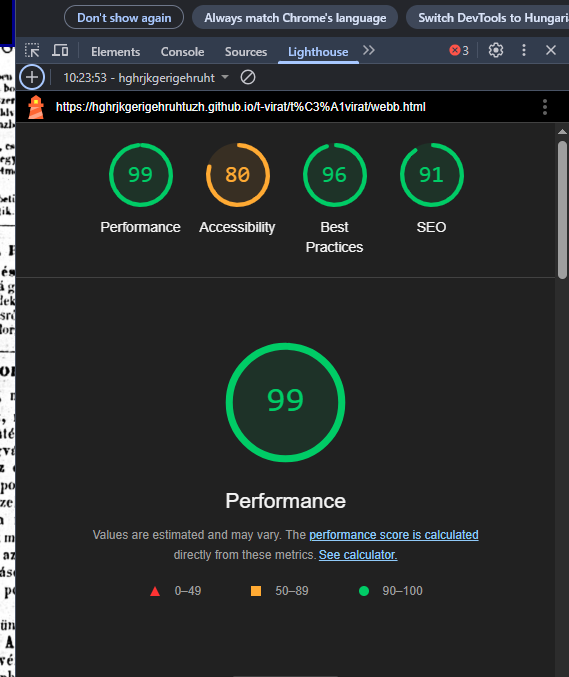 Don't show again Always match Chrome's language Switch DevTools to Hungari
Elements Console Sources Lighthouse 3
10:23:53 - hghrjkgerigehruht
https://hghrjkgerigehruhtuzh.github.io/t-virat/t%C3%A1virat/webb.html
99 80 96 91
Performance Accessibility Best Practices SEO
99
Performance
Values are estimated and may vary. The performance score is calculated
directly from these metrics. See calculator.
0–49 50–89 90–100